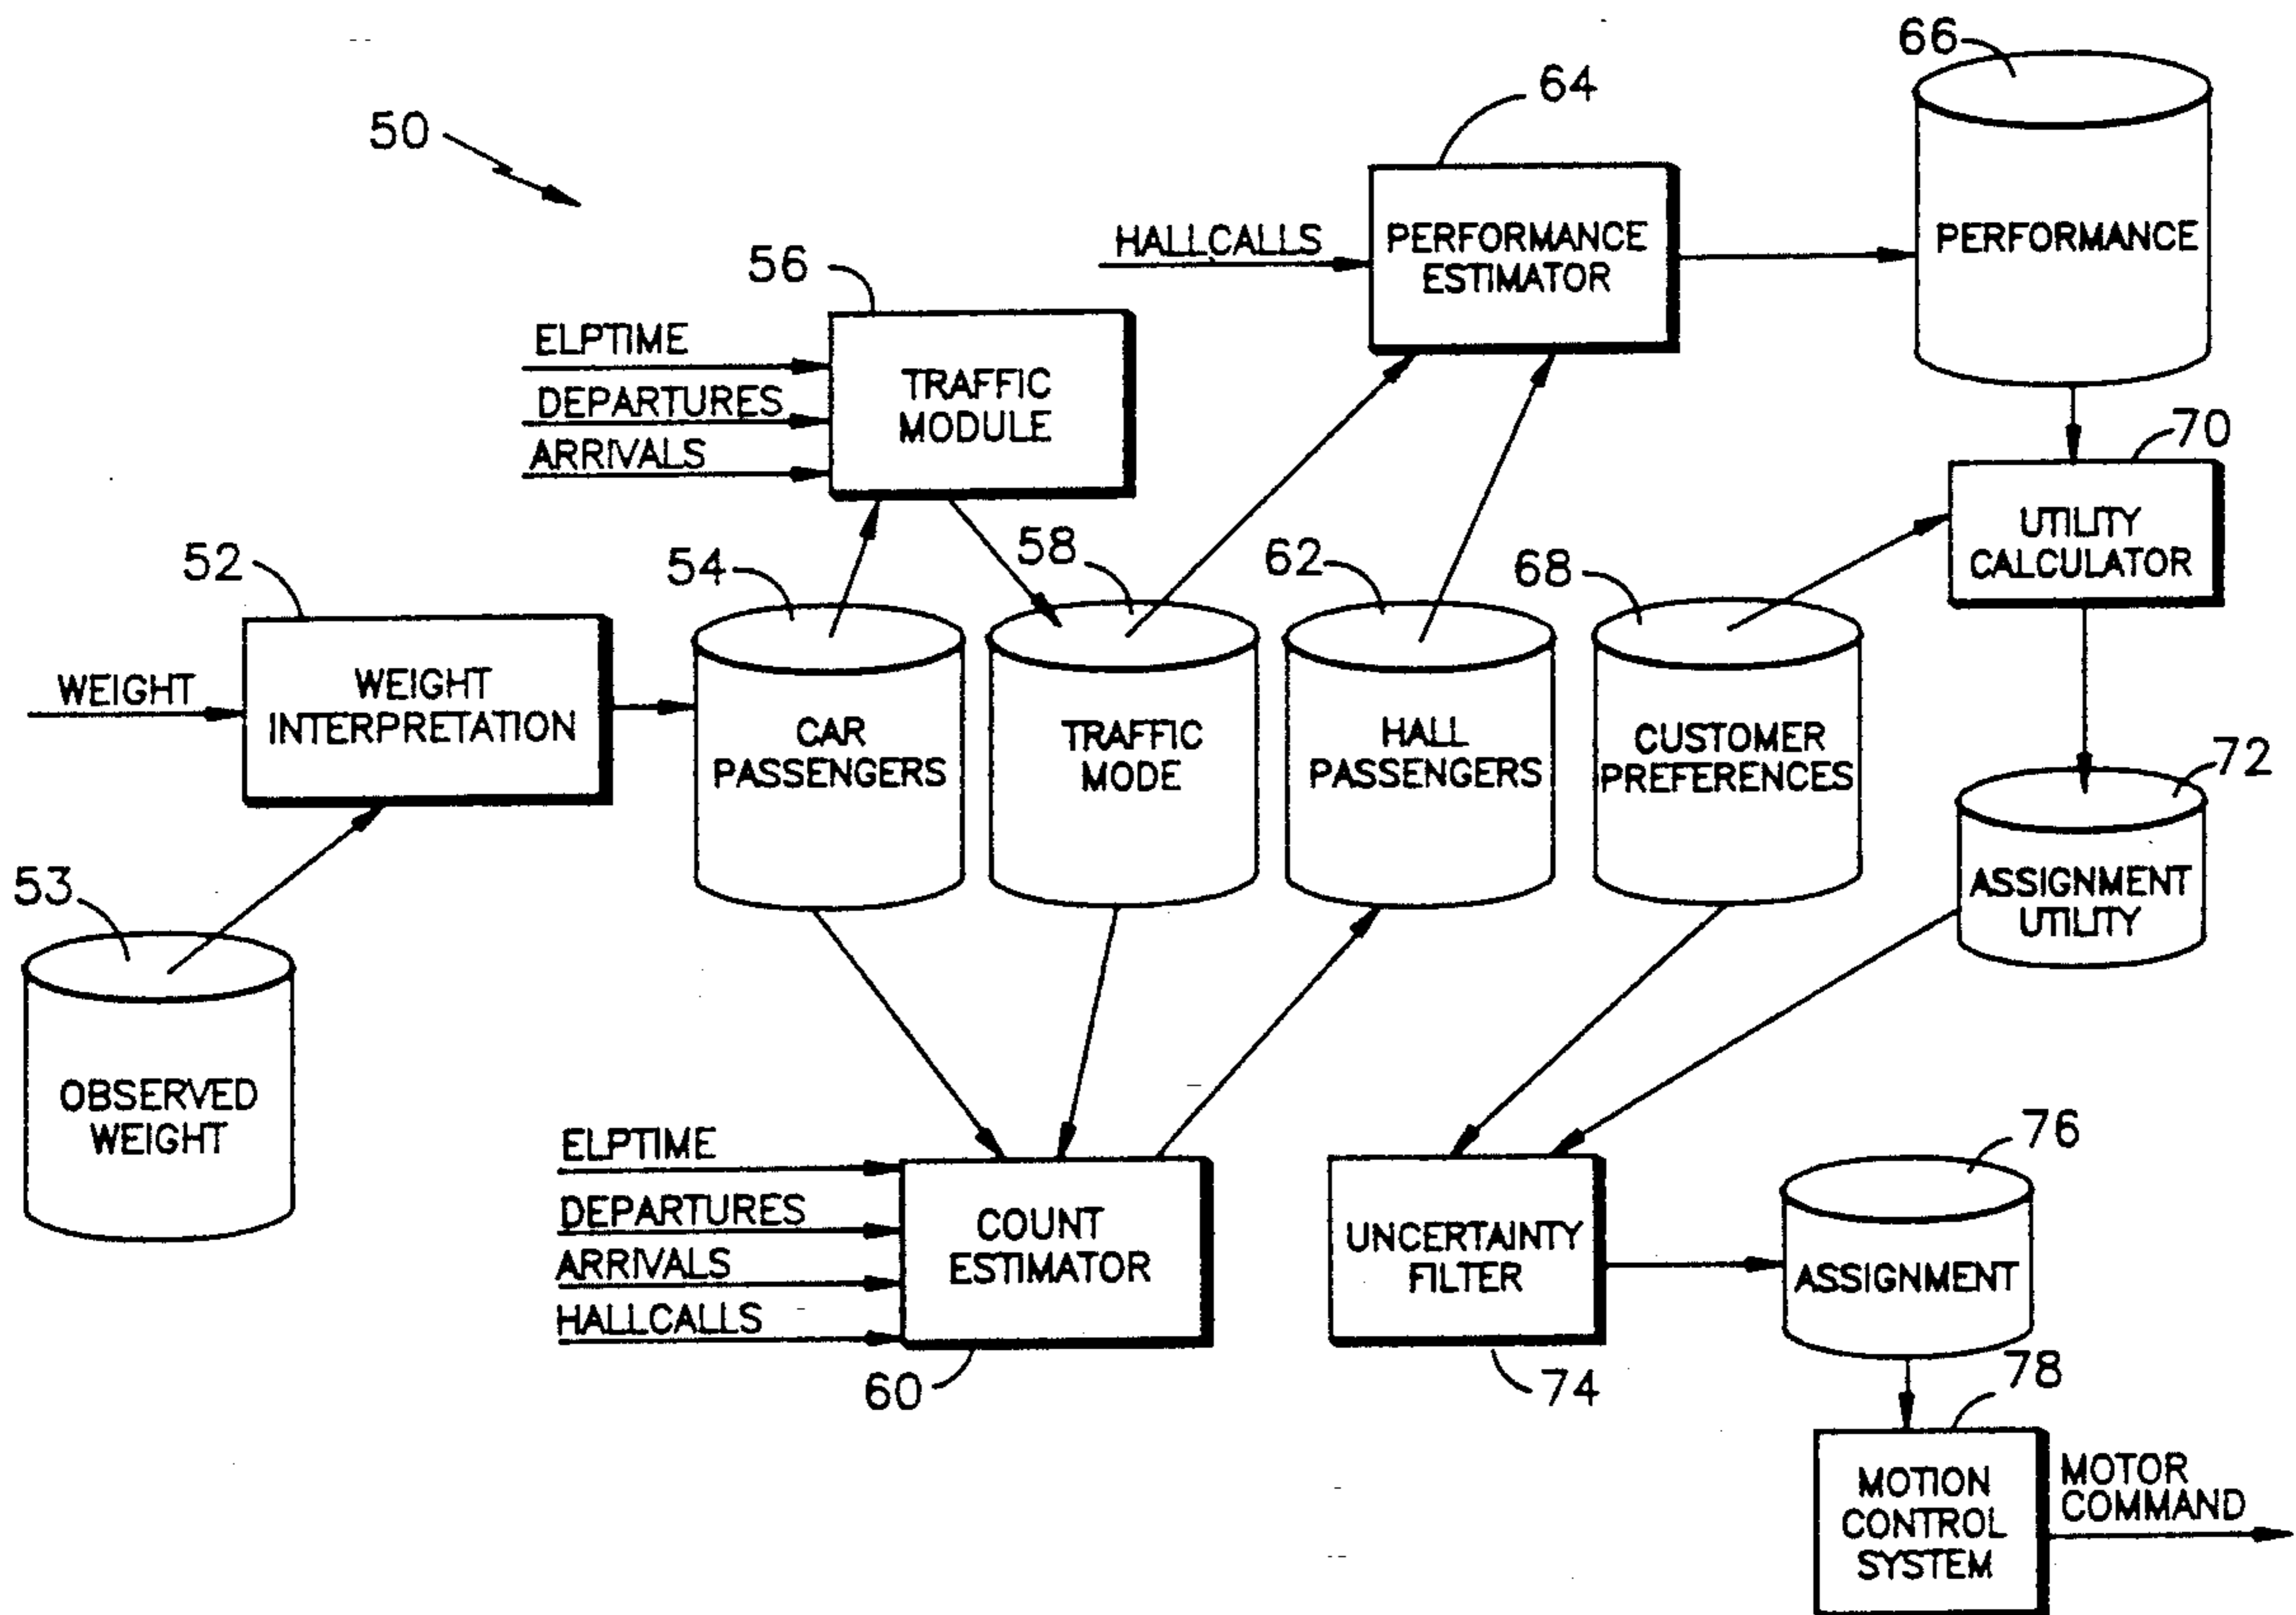 50
66
64
HALLCALLS
PERFORMANCE
ESTIMATOR
PERFORMANCE
56
ELPTIME
DEPARTURES
ARRIVALS
TRAFFIC
MODULE
70
UTILITY
CALCULATOR
52
54
58
62
68
WEIGHT
WEIGHT
INTERPRETATION
CAR
PASSENGERS
TRAFFIC
MODE
HALL
PASSENGERS
CUSTOMER
PREFERENCES
72
ASSIGNMENT
UTILITY
53
OBSERVED
WEIGHT
ELPTIME
DEPARTURES
ARRIVALS
HALLCALLS
COUNT
ESTIMATOR
60
UNCERTAINTY
FILTER
74
76
ASSIGNMENT
78
MOTION
CONTROL
SYSTEM
MOTOR
COMMAND